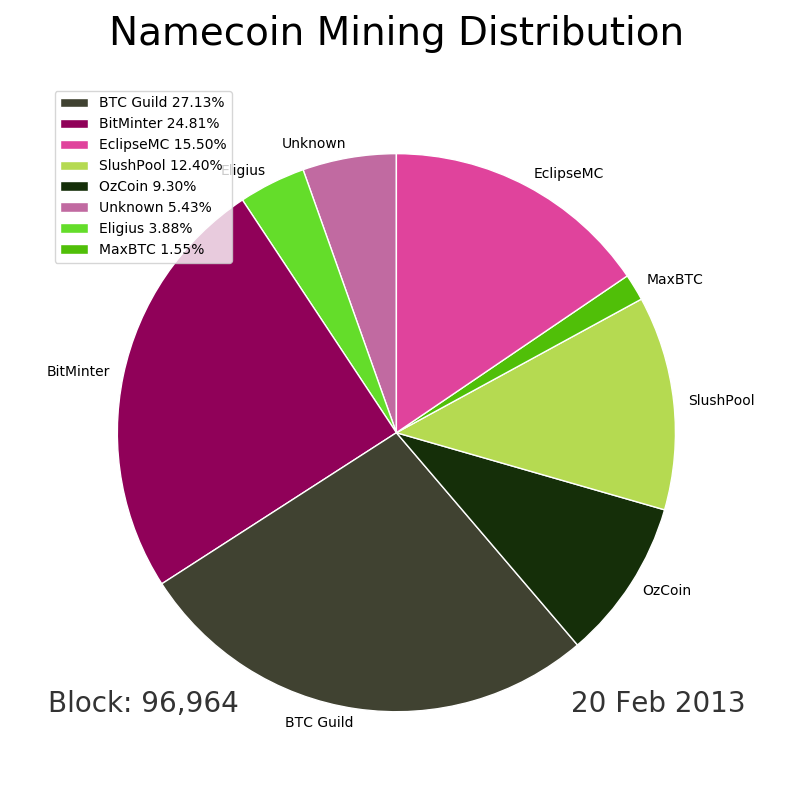 Namecoin Mining Distribution
BTC Guild 27.13%
BitMinter 24.81%
EclipseMC 15.50%
SlushPool 12.40%
OzCoin 9.30%
Unknown 5.43%
Eligius 3.88%
MaxBTC 1.55%
Unknown
Eligius
EclipseMC
MaxBTC
BitMinter
SlushPool
OzCoin
BTC Guild
Block: 96,964
20 Feb 2013